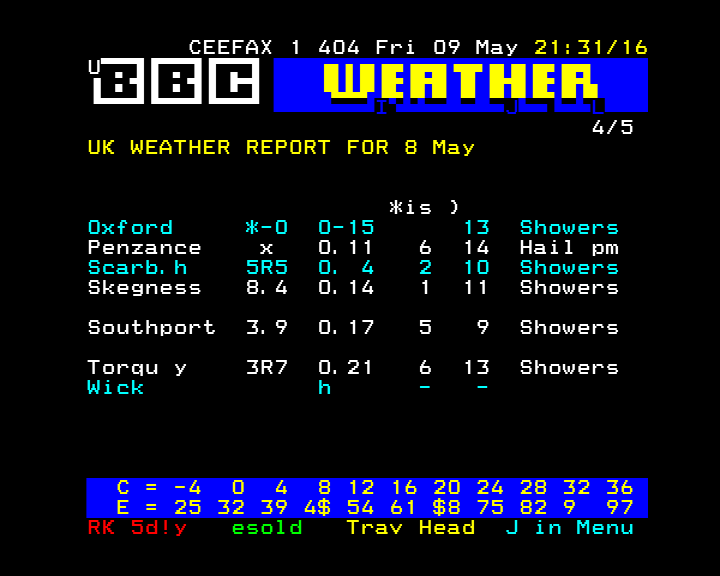 CEEFAX 1 404 Fri 09 May 21:31/16
U
BBC WEATHER
I J L
4/5
UK WEATHER REPORT FOR 8 May
*is )
Oxford *-0 0-15 13 Showers
Penzance x 0.11 6 14 Hail pm
Scarb.h 5R5 0. 4 2 10 Showers
Skegness 8.4 0.14 1 11 Showers
Southport 3.9 0.17 5 9 Showers
Torqu y 3R7 0.21 6 13 Showers
Wick h - -
C = -4 0 4 8 12 16 20 24 28 32 36
E = 25 32 39 4$ 54 61 $8 75 82 9 97
RK 5d!y esold Trav Head J in Menu